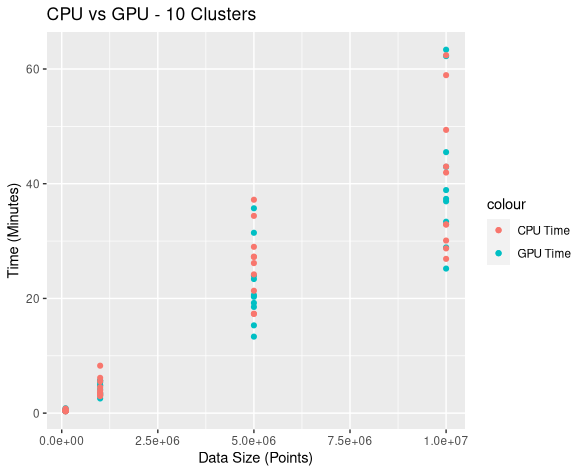 CPU vs GPU - 10 Clusters
60
40
20
0
Time (Minutes)
0.0e+00 2.5e+06 5.0e+06 7.5e+06 1.0e+07
Data Size (Points)
colour
CPU Time
GPU Time